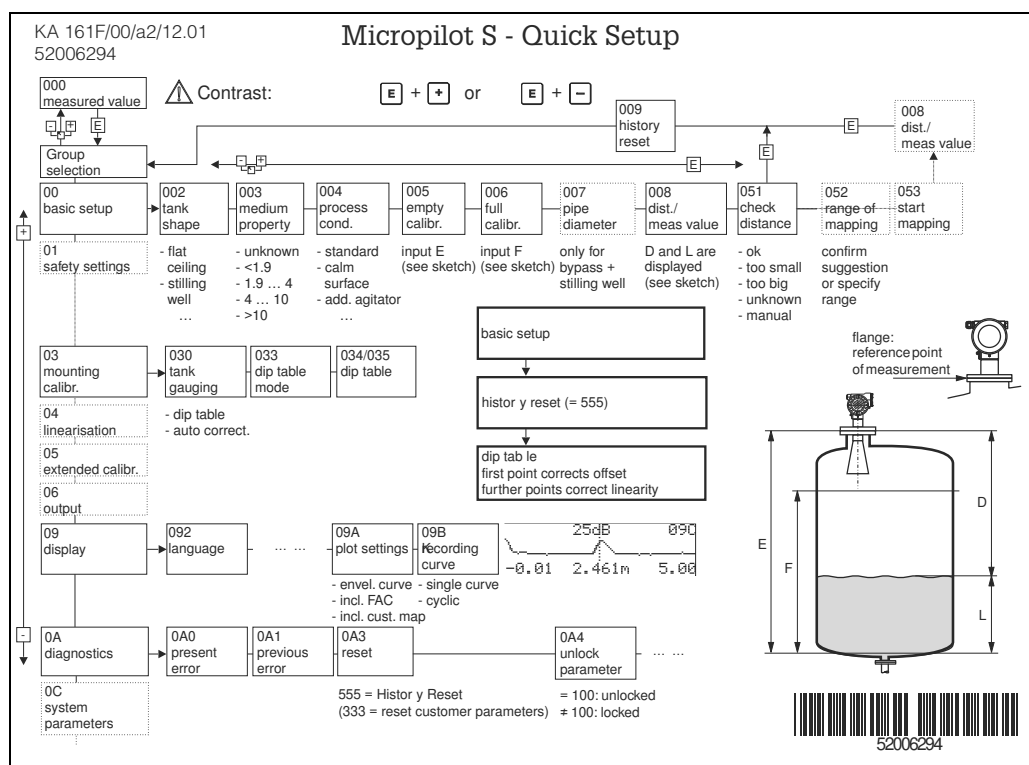 KA 161F/00/a2/12.01
52006294
Micropilot S - Quick Setup
000
measured value
Contrast:
E + + or E + −
- +
E
Group
selection
009
history
reset
E
008
dist./
meas value
- +
E
E
00
basic setup
002
tank
shape
- flat
ceiling
- stilling
well
...
003
medium
property
- unknown
- <1.9
- 1.9 ... 4
- 4 ... 10
- >10
004
process
cond.
- standard
- calm
surface
- add. agitator
...
005
empty
calibr.
input E
(see sketch)
006
full
calibr.
input F
(see sketch)
007
pipe
diameter
only for
bypass +
stilling well
008
dist./
meas value
D and L are
displayed
(see sketch)
051
check
distance
- ok
- too small
- too big
- unknown
- manual
052
range of
mapping
confirm
suggestion
or specify
range
053
start
mapping
+
01
safety settings
03
mounting
calibr.
030
tank
gauging
- dip table
- auto correct.
033
dip table
mode
034/035
dip table
basic setup
histor y reset (= 555)
dip tab le
first point corrects offset
further points correct linearity
flange:
reference point
of measurement
04
linearisation
05
extended calibr.
06
output
09
display
092
language
... ...
09A
plot settings
- envel. curve
- incl. FAC
- incl. cust. map
09B
recording
curve
- single curve
- cyclic
25dB 09C
-0.01 2.461m 5.00
E
F
D
L
-
0A
diagnostics
0A0
present
error
0A1
previous
error
0A3
reset
555 = Histor y Reset
(333 = reset customer parameters)
0A4
unlock
parameter
... ...
= 100: unlocked
≠ 100: locked
0C
system
parameters
52006294